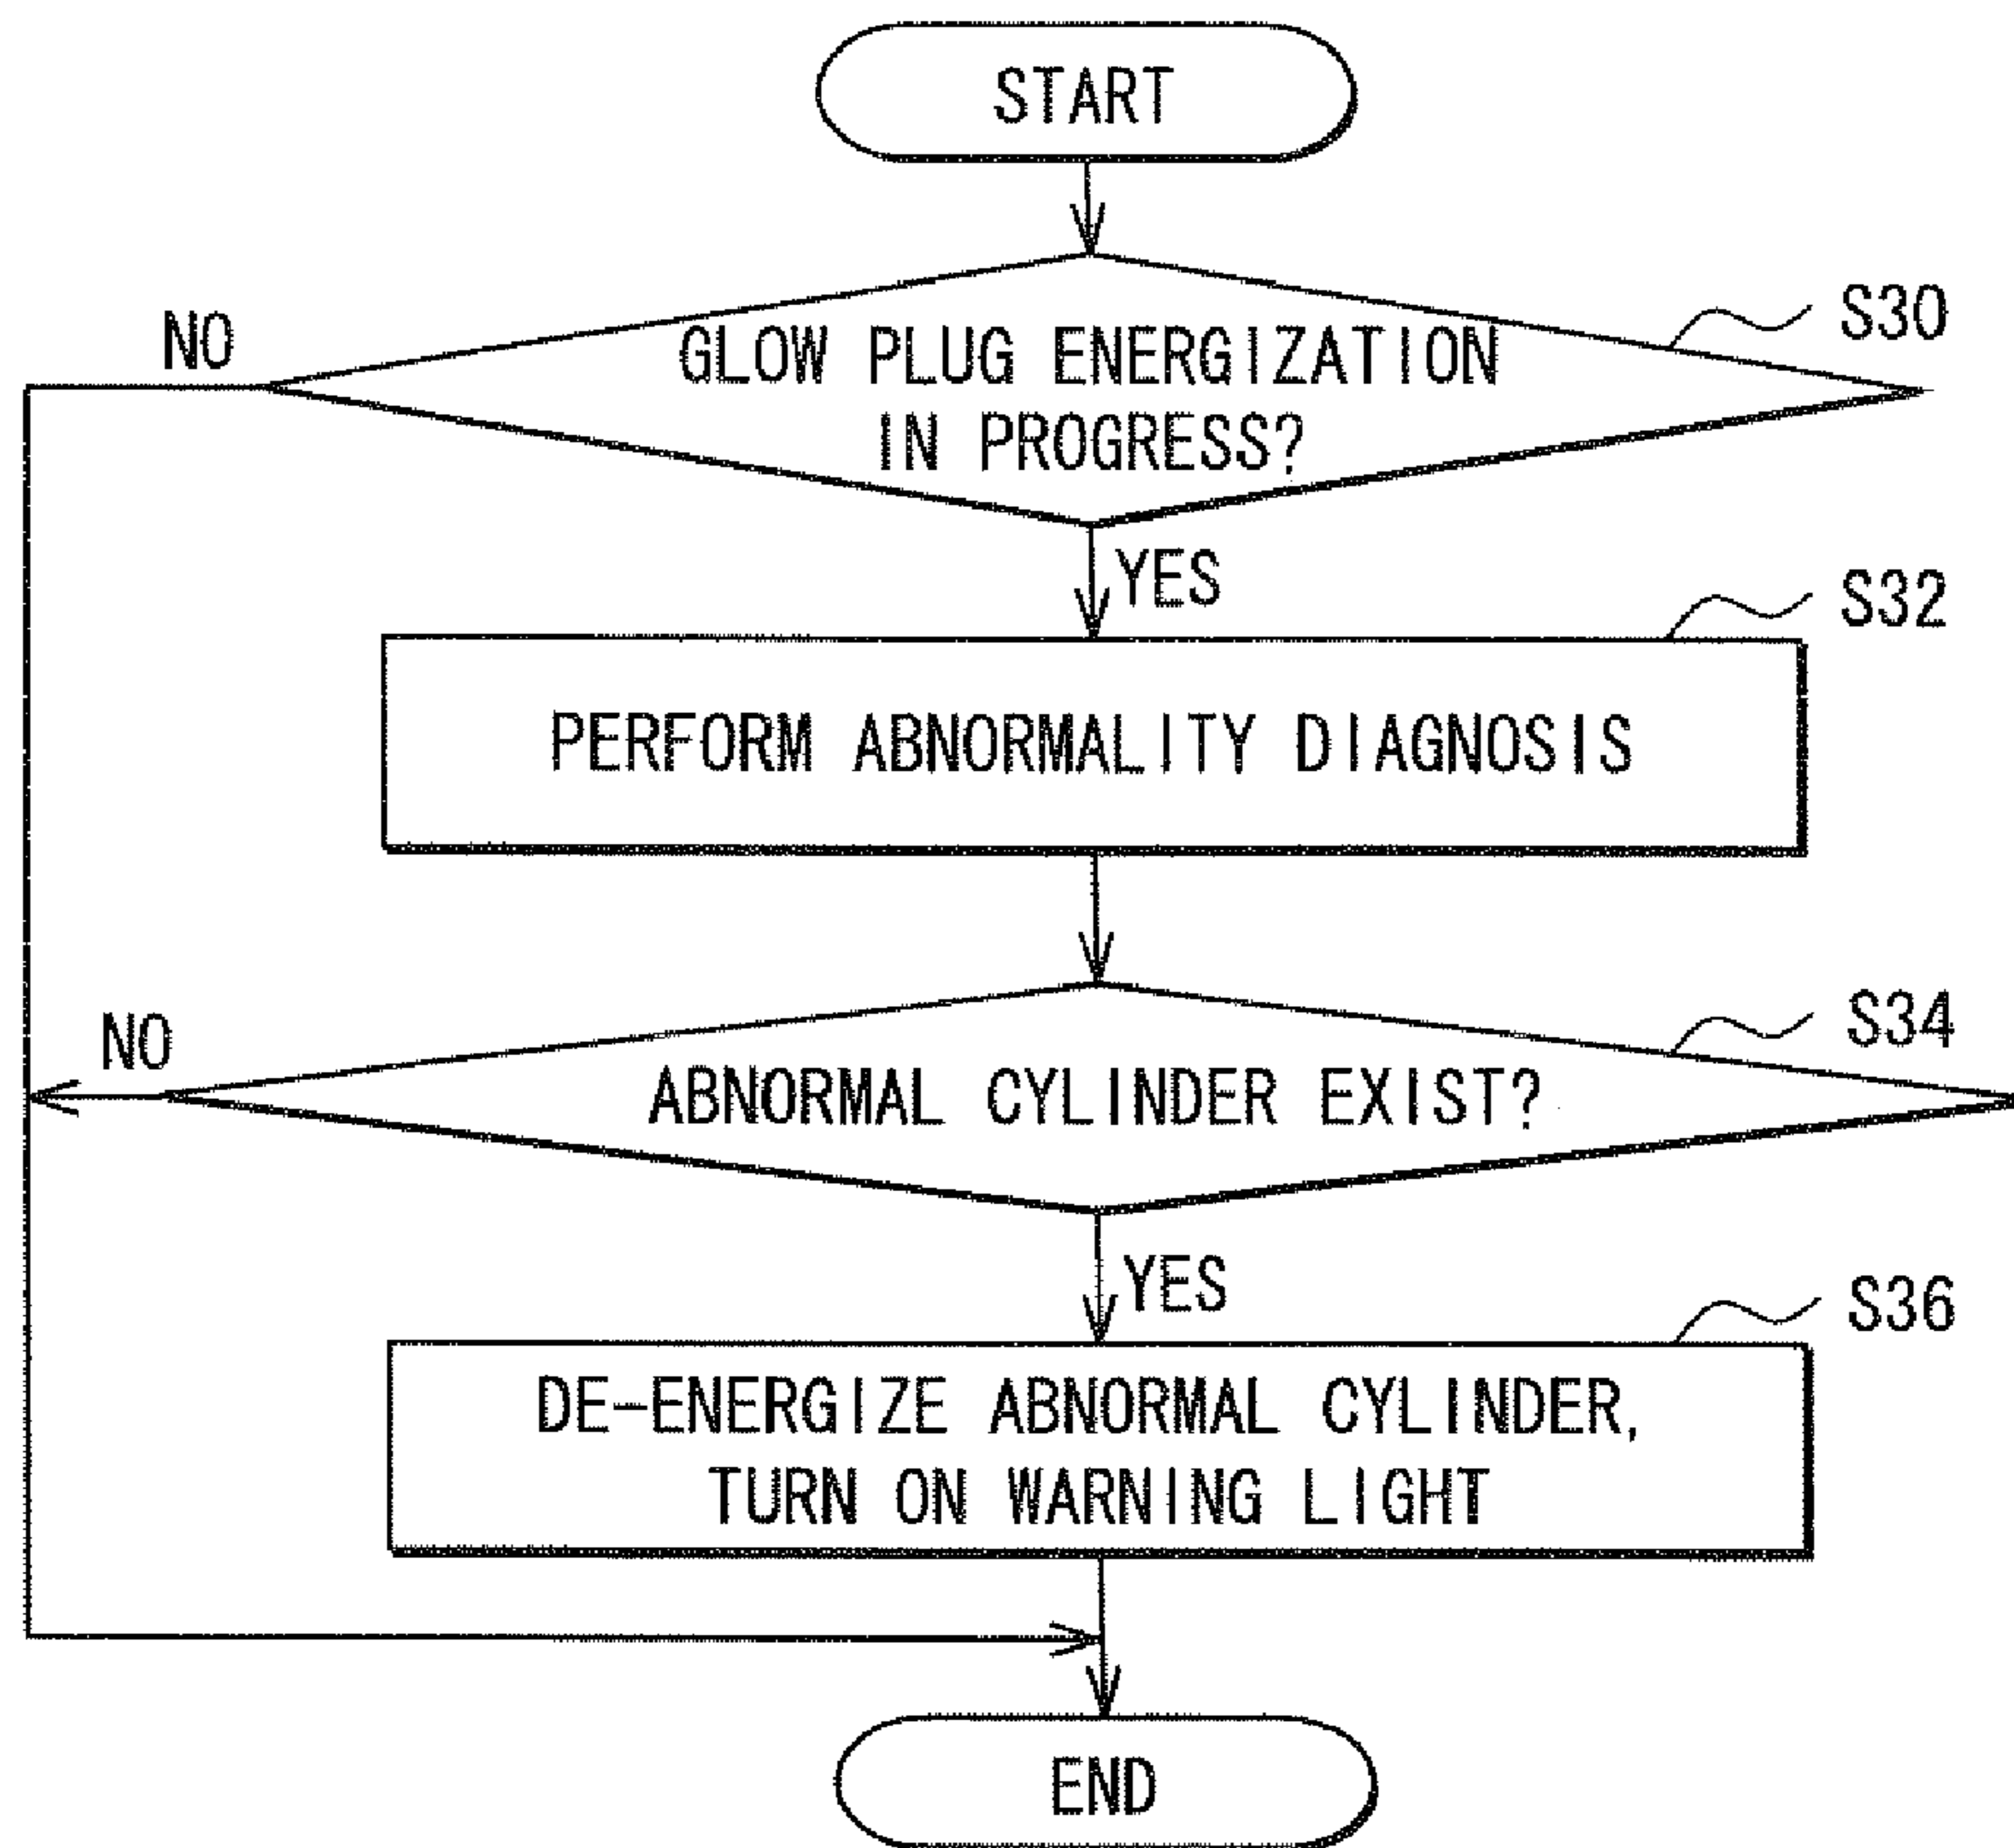 START
NO
S30
GLOW PLUG ENERGIZATION
IN PROGRESS?
YES
S32
PERFORM ABNORMALITY DIAGNOSIS
NO
S34
ABNORMAL CYLINDER EXIST?
YES
S36
DE-ENERGIZE ABNORMAL CYLINDER,
TURN ON WARNING LIGHT
END